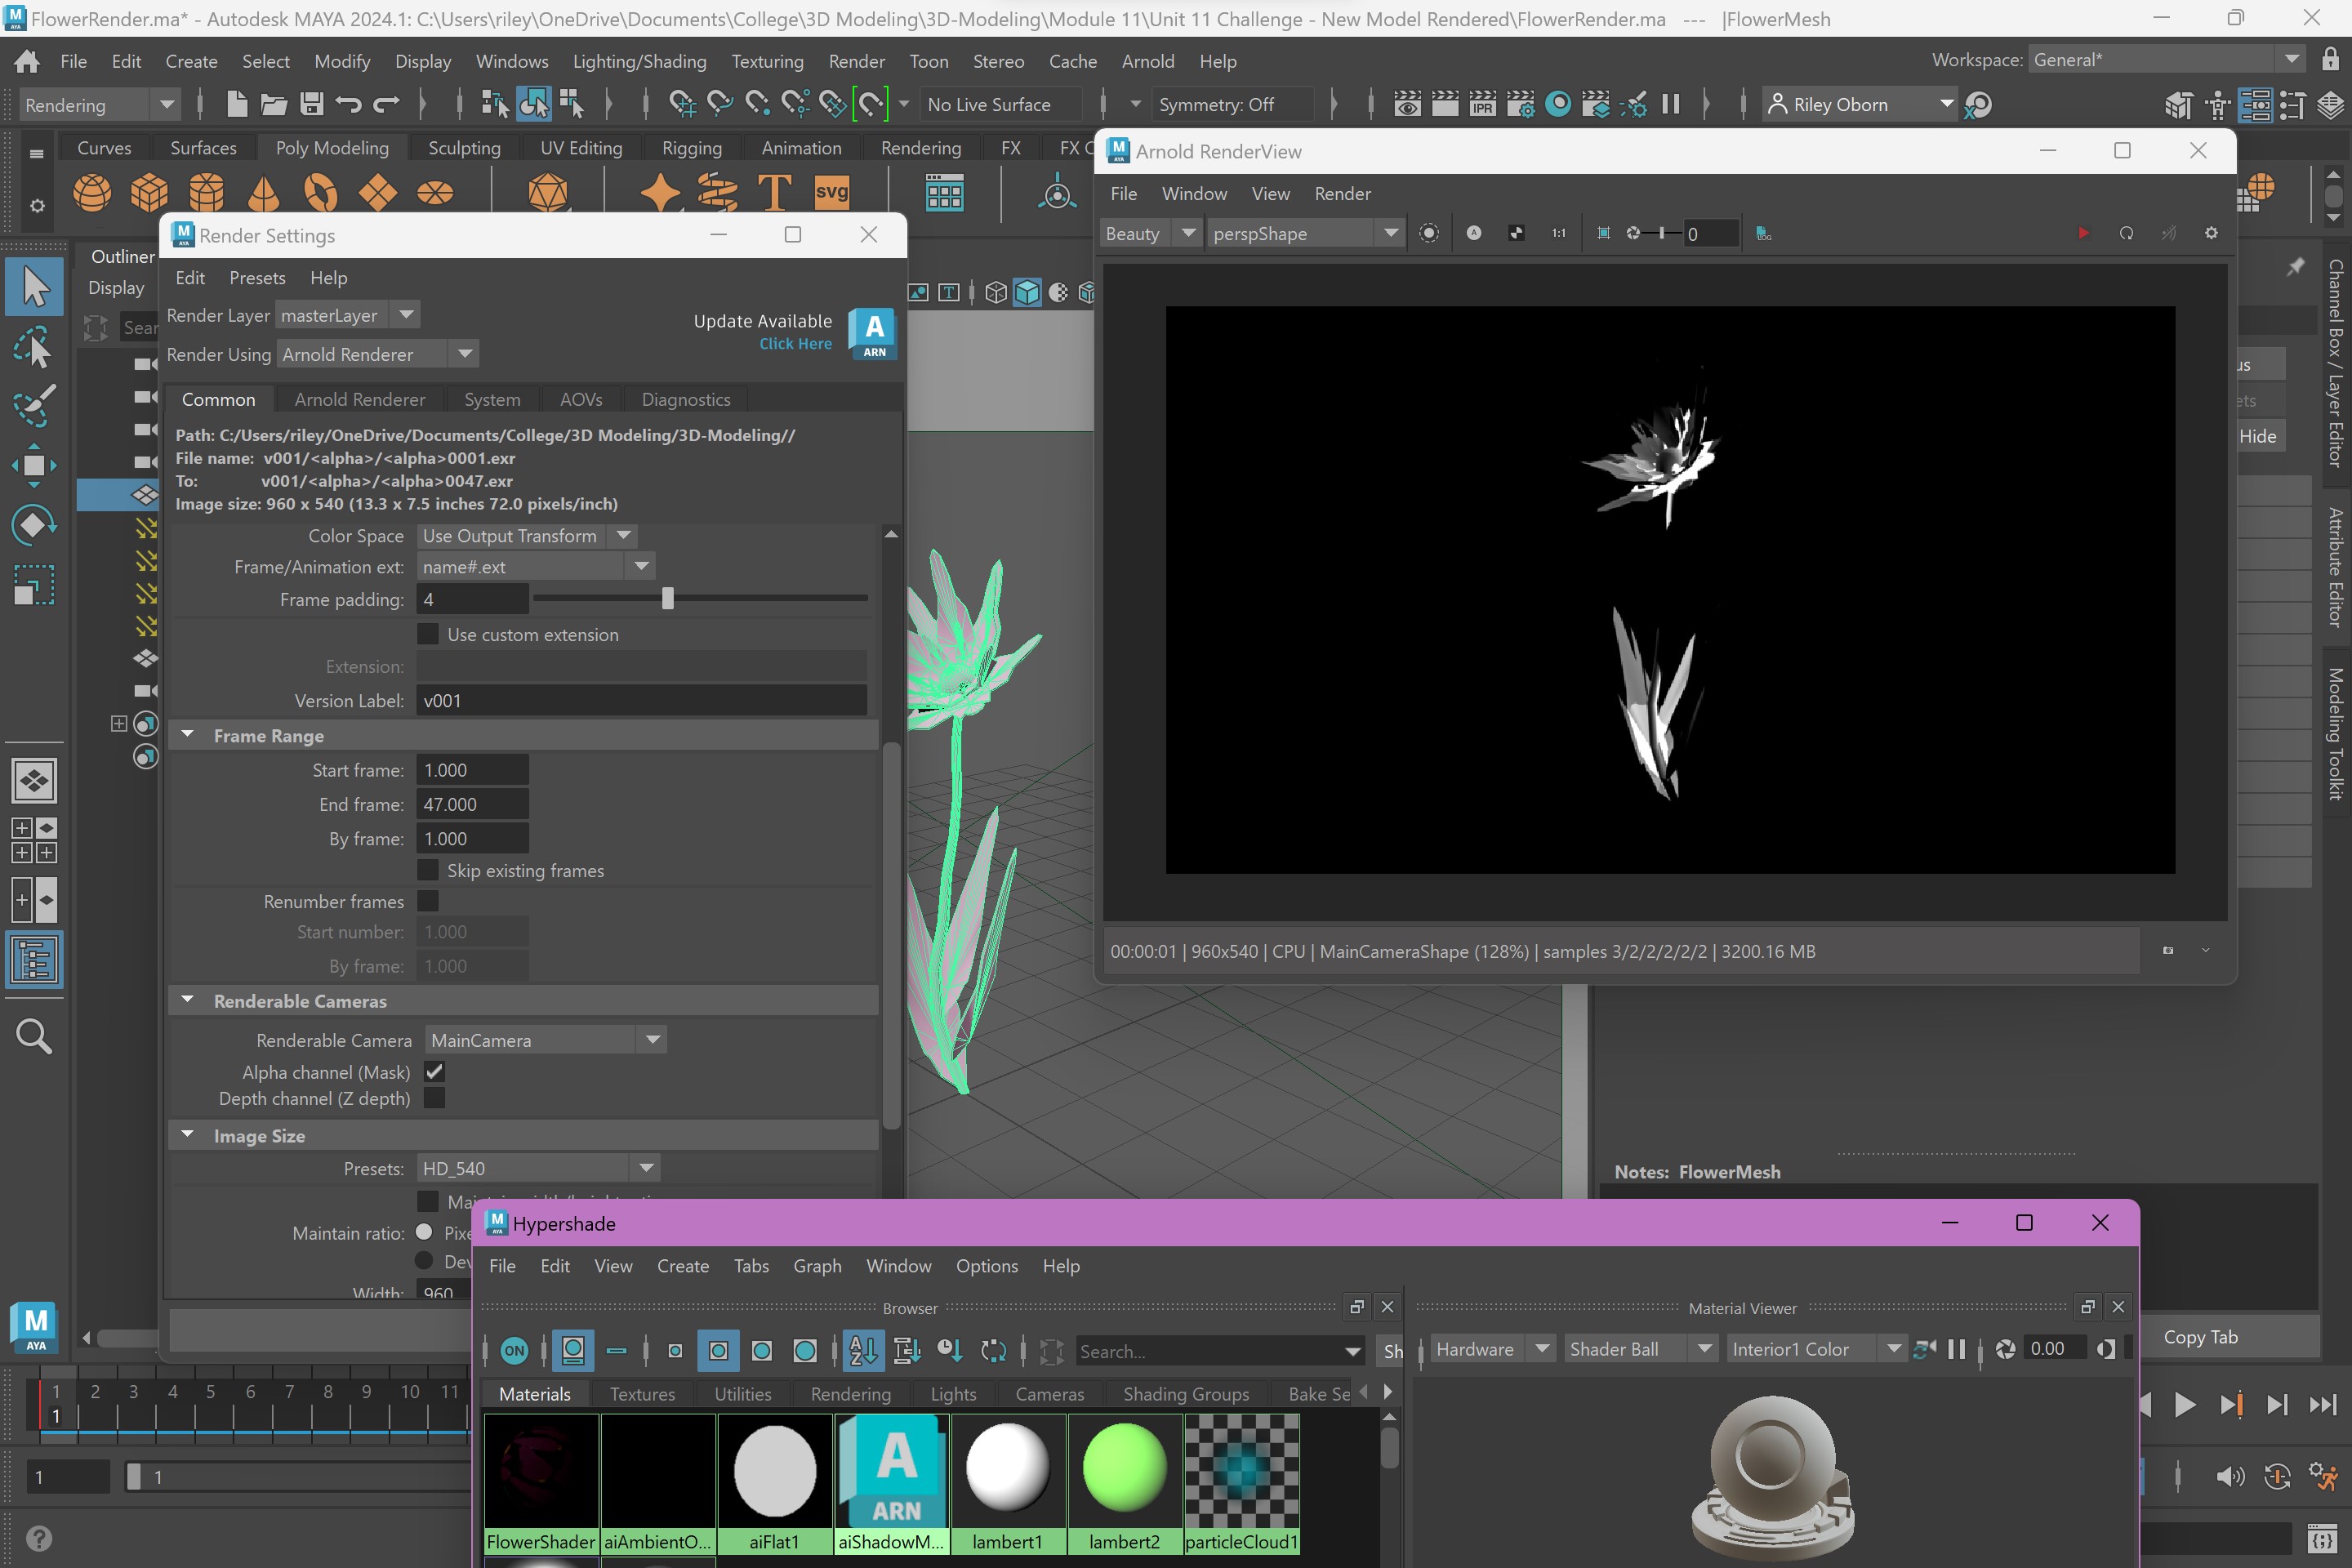 FlowerRender.ma* - Autodesk MAYA 2024.1: C:\Users\riley\OneDrive\Documents\College\3D Modeling\3D-Modeling\Module 11\Unit 11 Challenge - New Model Rendered\FlowerRender.ma --- |FlowerMesh
File Edit Create Select Modify Display Windows Lighting/Shading Texturing Render Toon Stereo Cache Arnold Help
Workspace: General*
Rendering
No Live Surface
Symmetry: Off
IPR
Riley Oborn
Curves Surfaces Poly Modeling Sculpting UV Editing Rigging Animation Rendering FX FX C
T svg
Outliner
Display
Sear
Render Settings
Edit Presets Help
Render Layer masterLayer
Update Available
Click Here
A
ARN
Render Using Arnold Renderer
Common Arnold Renderer System AOVs Diagnostics
Path: C:/Users/riley/OneDrive/Documents/College/3D Modeling/3D-Modeling//
File name: v001/<alpha>/<alpha>0001.exr
To: v001/<alpha>/<alpha>0047.exr
Image size: 960 x 540 (13.3 x 7.5 inches 72.0 pixels/inch)
Color Space Use Output Transform
Frame/Animation ext: name#.ext
Frame padding: 4
Use custom extension
Extension:
Version Label: v001
Frame Range
Start frame: 1.000
End frame: 47.000
By frame: 1.000
Skip existing frames
Renumber frames
Start number: 1.000
By frame: 1.000
Renderable Cameras
Renderable Camera MainCamera
Alpha channel (Mask)
Depth channel (Z depth)
Image Size
Presets: HD_540
Maintain ratio: Pixe
Dev
Width: 960
Arnold RenderView
File Window View Render
Beauty perspShape 1:1 0 LOG
00:00:01 | 960x540 | CPU | MainCameraShape (128%) | samples 3/2/2/2/2/2 | 3200.16 MB
us
ets
Hide
Channel Box / Layer Editor
Attribute Editor
Modeling Toolkit
Notes: FlowerMesh
Copy Tab
Hypershade
File Edit View Create Tabs Graph Window Options Help
Browser
Material Viewer
ON
Search...
Sh
Hardware Shader Ball Interior1 Color 0.00
Materials Textures Utilities Rendering Lights Cameras Shading Groups Bake Se
A
ARN
FlowerShader aiAmbientO... aiFlat1 aiShadowM... lambert1 lambert2 particleCloud1
M
AYA
1 2 3 4 5 6 7 8 9 10 11
1
1
1